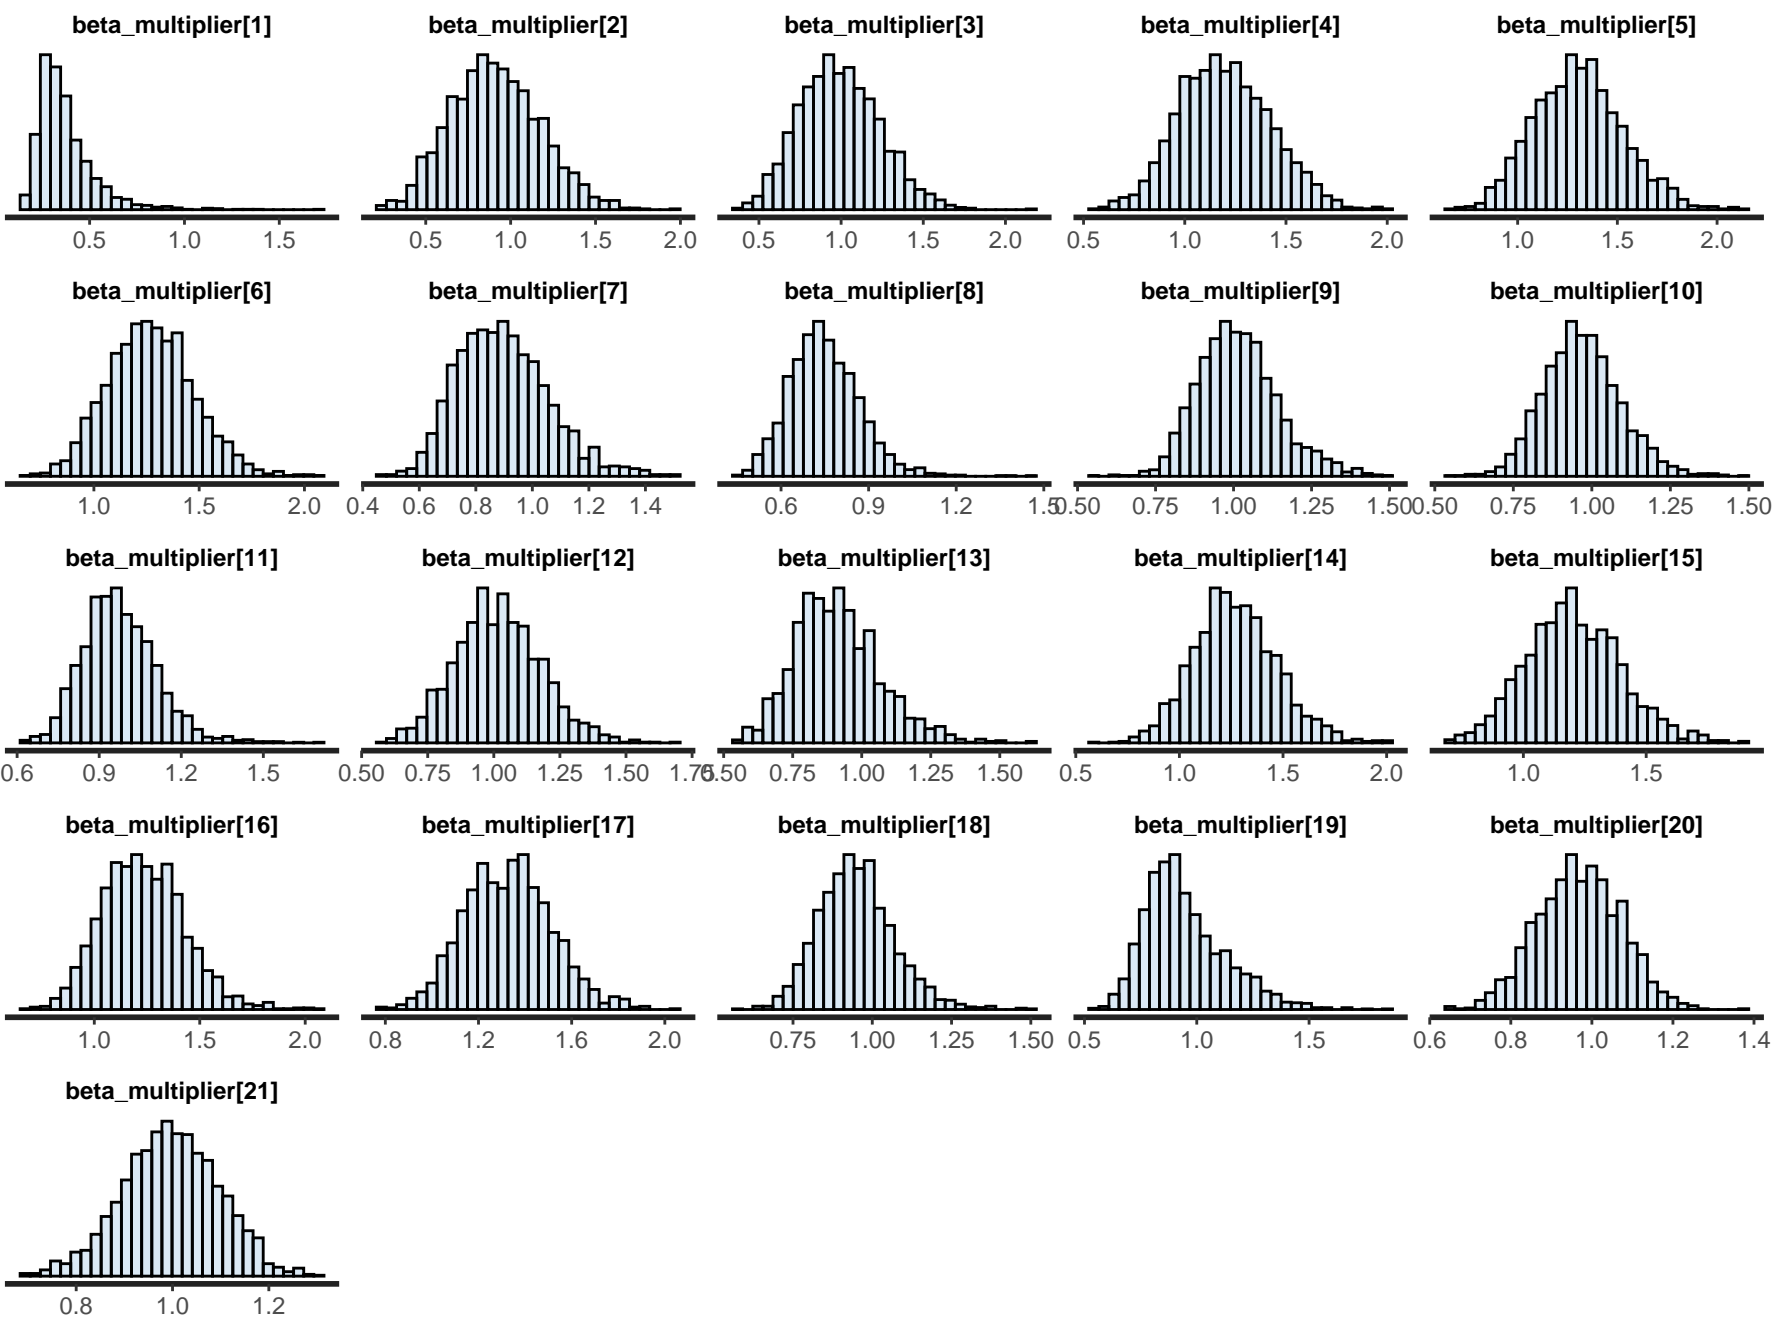 beta_multiplier[1] beta_multiplier[2] beta_multiplier[3] beta_multiplier[4] beta_multiplier[5]
0.5 1.0 1.5 0.5 1.0 1.5 2.0 0.5 1.0 1.5 2.0 0.5 1.0 1.5 2.0 1.0 1.5 2.0
beta_multiplier[6] beta_multiplier[7] beta_multiplier[8] beta_multiplier[9] beta_multiplier[10]
1.0 1.5 2.0 0.4 0.6 0.8 1.0 1.2 1.4 0.6 0.9 1.2 1.5 0.50 0.75 1.00 1.25 1.50 0.50 0.75 1.00 1.25 1.50
beta_multiplier[11] beta_multiplier[12] beta_multiplier[13] beta_multiplier[14] beta_multiplier[15]
0.6 0.9 1.2 1.5 0.50 0.75 1.00 1.25 1.50 1.75 0.50 0.75 1.00 1.25 1.50 0.5 1.0 1.5 2.0 1.0 1.5
beta_multiplier[16] beta_multiplier[17] beta_multiplier[18] beta_multiplier[19] beta_multiplier[20]
1.0 1.5 2.0 0.8 1.2 1.6 2.0 0.75 1.00 1.25 1.50 0.5 1.0 1.5 0.6 0.8 1.0 1.2 1.4
beta_multiplier[21]
0.8 1.0 1.2